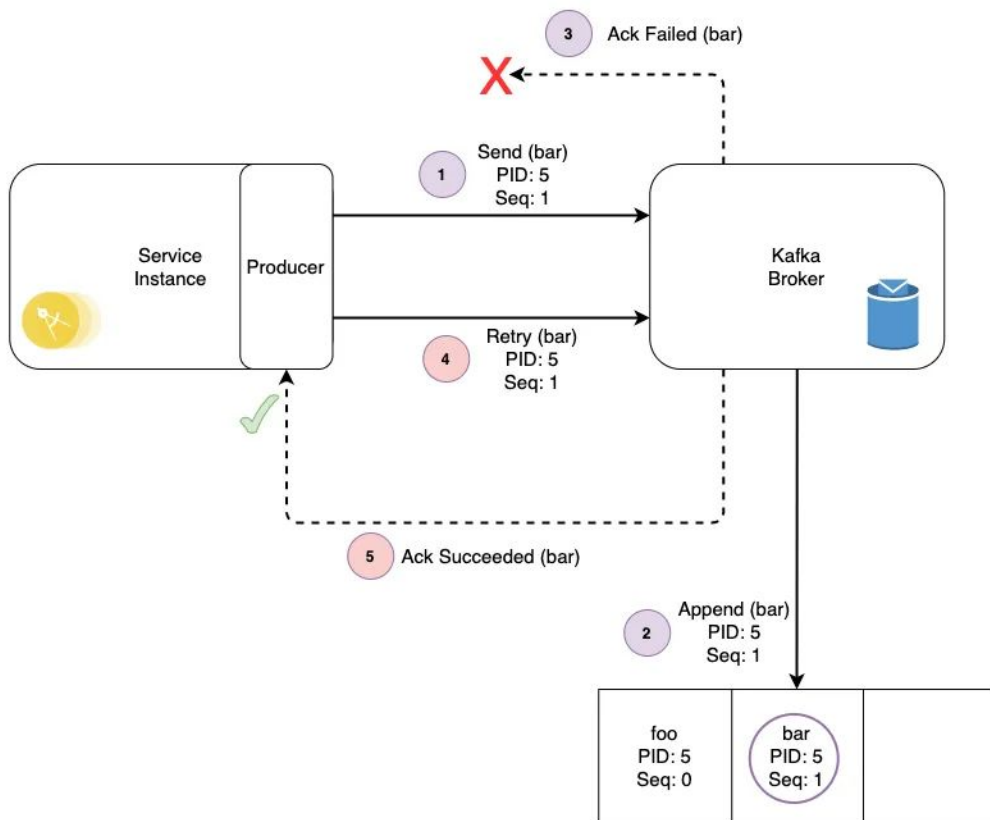 3
Ack Failed (bar)
Send (bar)
1
PID: 5
Seq: 1
Service
Instance
Producer
Kafka
Broker
Retry (bar)
4
PID: 5
Seq: 1
5
Ack Succeeded (bar)
Append (bar)
2
PID: 5
Seq: 1
foo
PID: 5
Seq: 0
bar
PID: 5
Seq: 1